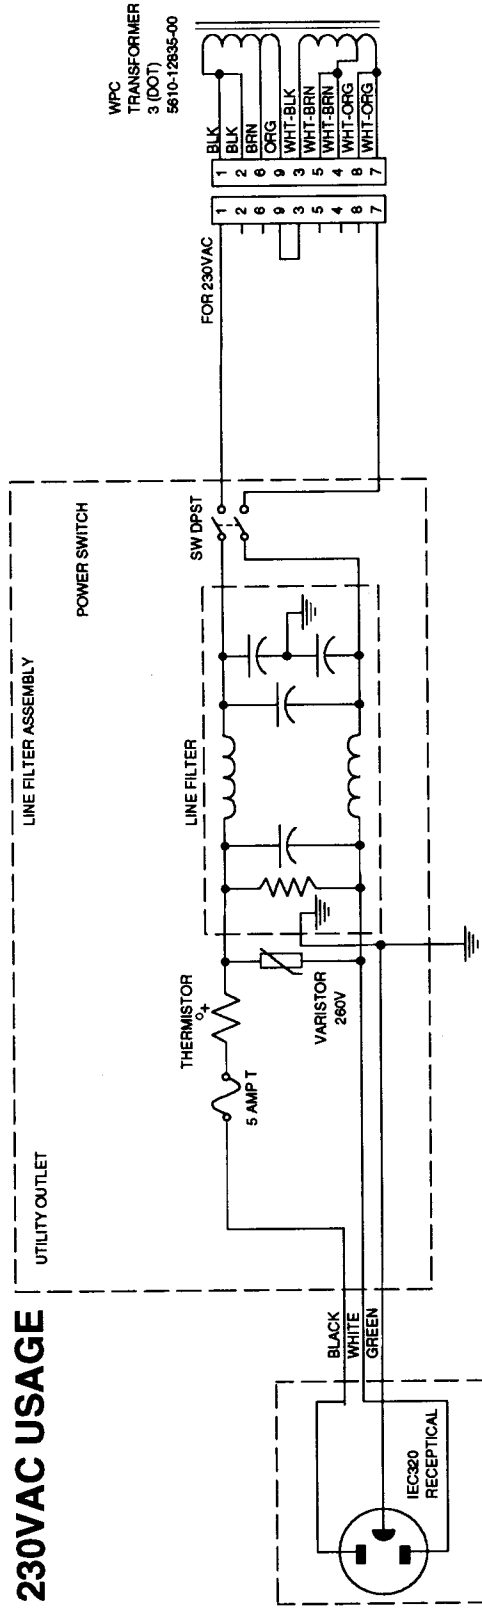 230VAC USAGE
UTILITY OUTLET
LINE FILTER ASSEMBLY
POWER SWITCH
IEC320
RECEPTICAL
BLACK
WHITE
GREEN
5 AMP T
THERMISTOR
o+
VARISTOR
260V
LINE FILTER
SW DPST
FOR 230VAC
1
2
6
9
3
5
4
8
7
1
2
6
9
3
5
4
8
7
BLK
BLK
BRN
ORG
WHT-BLK
WHT-BRN
WHT-BRN
WHT-ORG
WHT-ORG
WPC
TRANSFORMER
3 (DOT)
5610-12835-00